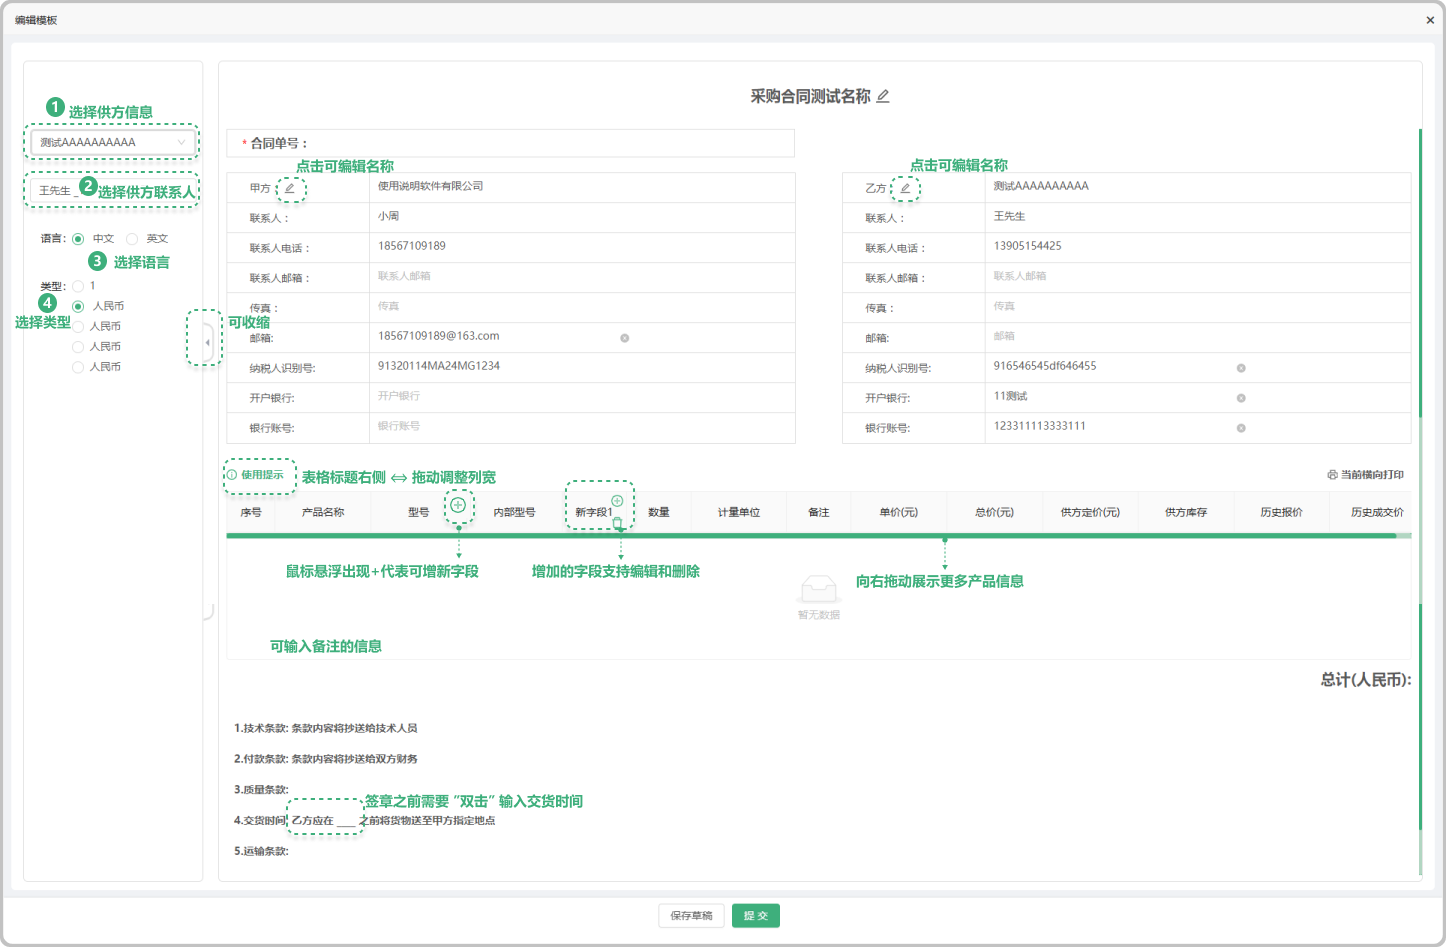 编辑模板
1 选择供方信息
测试AAAAAAAAAA
王先生 _ 2 选择供方联系人
语言: 中文 英文
3 选择语言
类型: 1
4 人民币
选择类型 人民币
人民币
人民币
可收缩
采购合同测试名称
* 合同单号：
点击可编辑名称
甲方 使用说明软件有限公司
联系人： 小周
联系人电话： 18567109189
联系人邮箱： 联系人邮箱
传真： 传真
邮箱: 18567109189@163.com
纳税人识别号: 91320114MA24MG1234
开户银行: 开户银行
银行账号: 银行账号
点击可编辑名称
乙方 测试AAAAAAAAAA
联系人： 王先生
联系人电话： 13905154425
联系人邮箱： 联系人邮箱
传真： 传真
邮箱: 邮箱
纳税人识别号: 916546545df646455
开户银行: 11测试
银行账号: 123311113333111
使用提示 表格标题右侧 ⇔ 拖动调整列宽 当前横向打印
序号 产品名称 型号 内部型号 新字段1 数量 计量单位 备注 单价(元) 总价(元) 供方定价(元) 供方库存 历史报价 历史成交价
鼠标悬浮出现+代表可增新字段 增加的字段支持编辑和删除 向右拖动展示更多产品信息
暂无数据
可输入备注的信息
总计(人民币):
1.技术条款: 条款内容将抄送给技术人员
2.付款条款: 条款内容将抄送给双方财务
3.质量条款:
签章之前需要 “双击” 输入交货时间
4.交货时间 乙方应在 ___ 之前将货物送至甲方指定地点
5.运输条款:
保存草稿 提 交